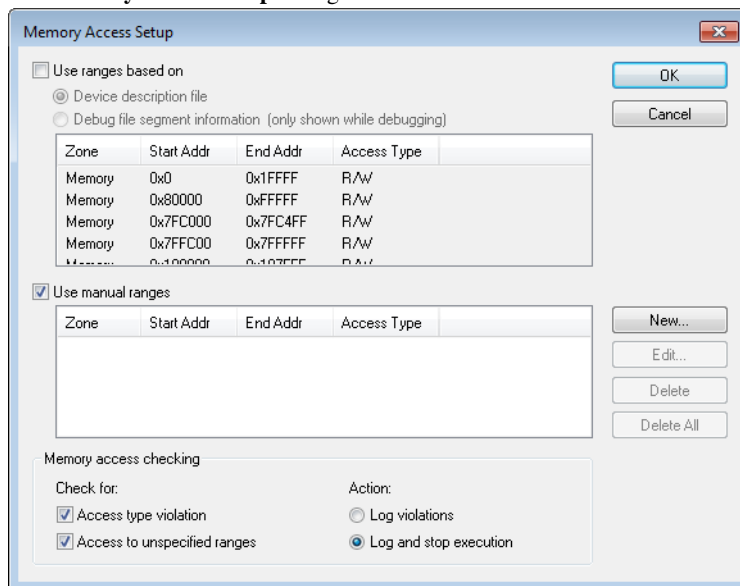 Memory Access Setup
Use ranges based on
OK
Device description file
Debug file segment information (only shown while debugging)
Cancel
Zone Start Addr End Addr Access Type
Memory 0x0 0x1FFFF R/W
Memory 0x80000 0xFFFFF R/W
Memory 0x7FC000 0x7FC4FF R/W
Memory 0x7FFC00 0x7FFFFF R/W
Use manual ranges
Zone Start Addr End Addr Access Type
New...
Edit...
Delete
Delete All
Memory access checking
Check for: Action:
Access type violation Log violations
Access to unspecified ranges Log and stop execution